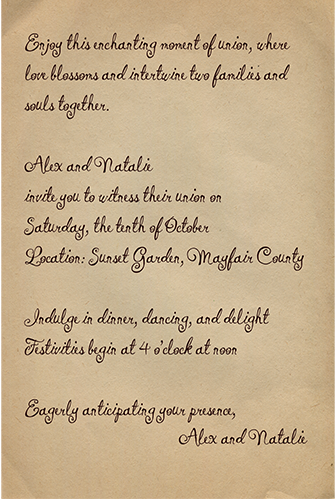 Enjoy this enchanting moment of union, where
love blossoms and intertwine two families and
souls together.
Alex and Natalie
invite you to witness their union on
Saturday, the tenth of October
Location: Sunset Garden, Mayfair County
Indulge in dinner, dancing, and delight
Festivities begin at 4 o'clock at noon
Eagerly anticipating your presence,
Alex and Natalie